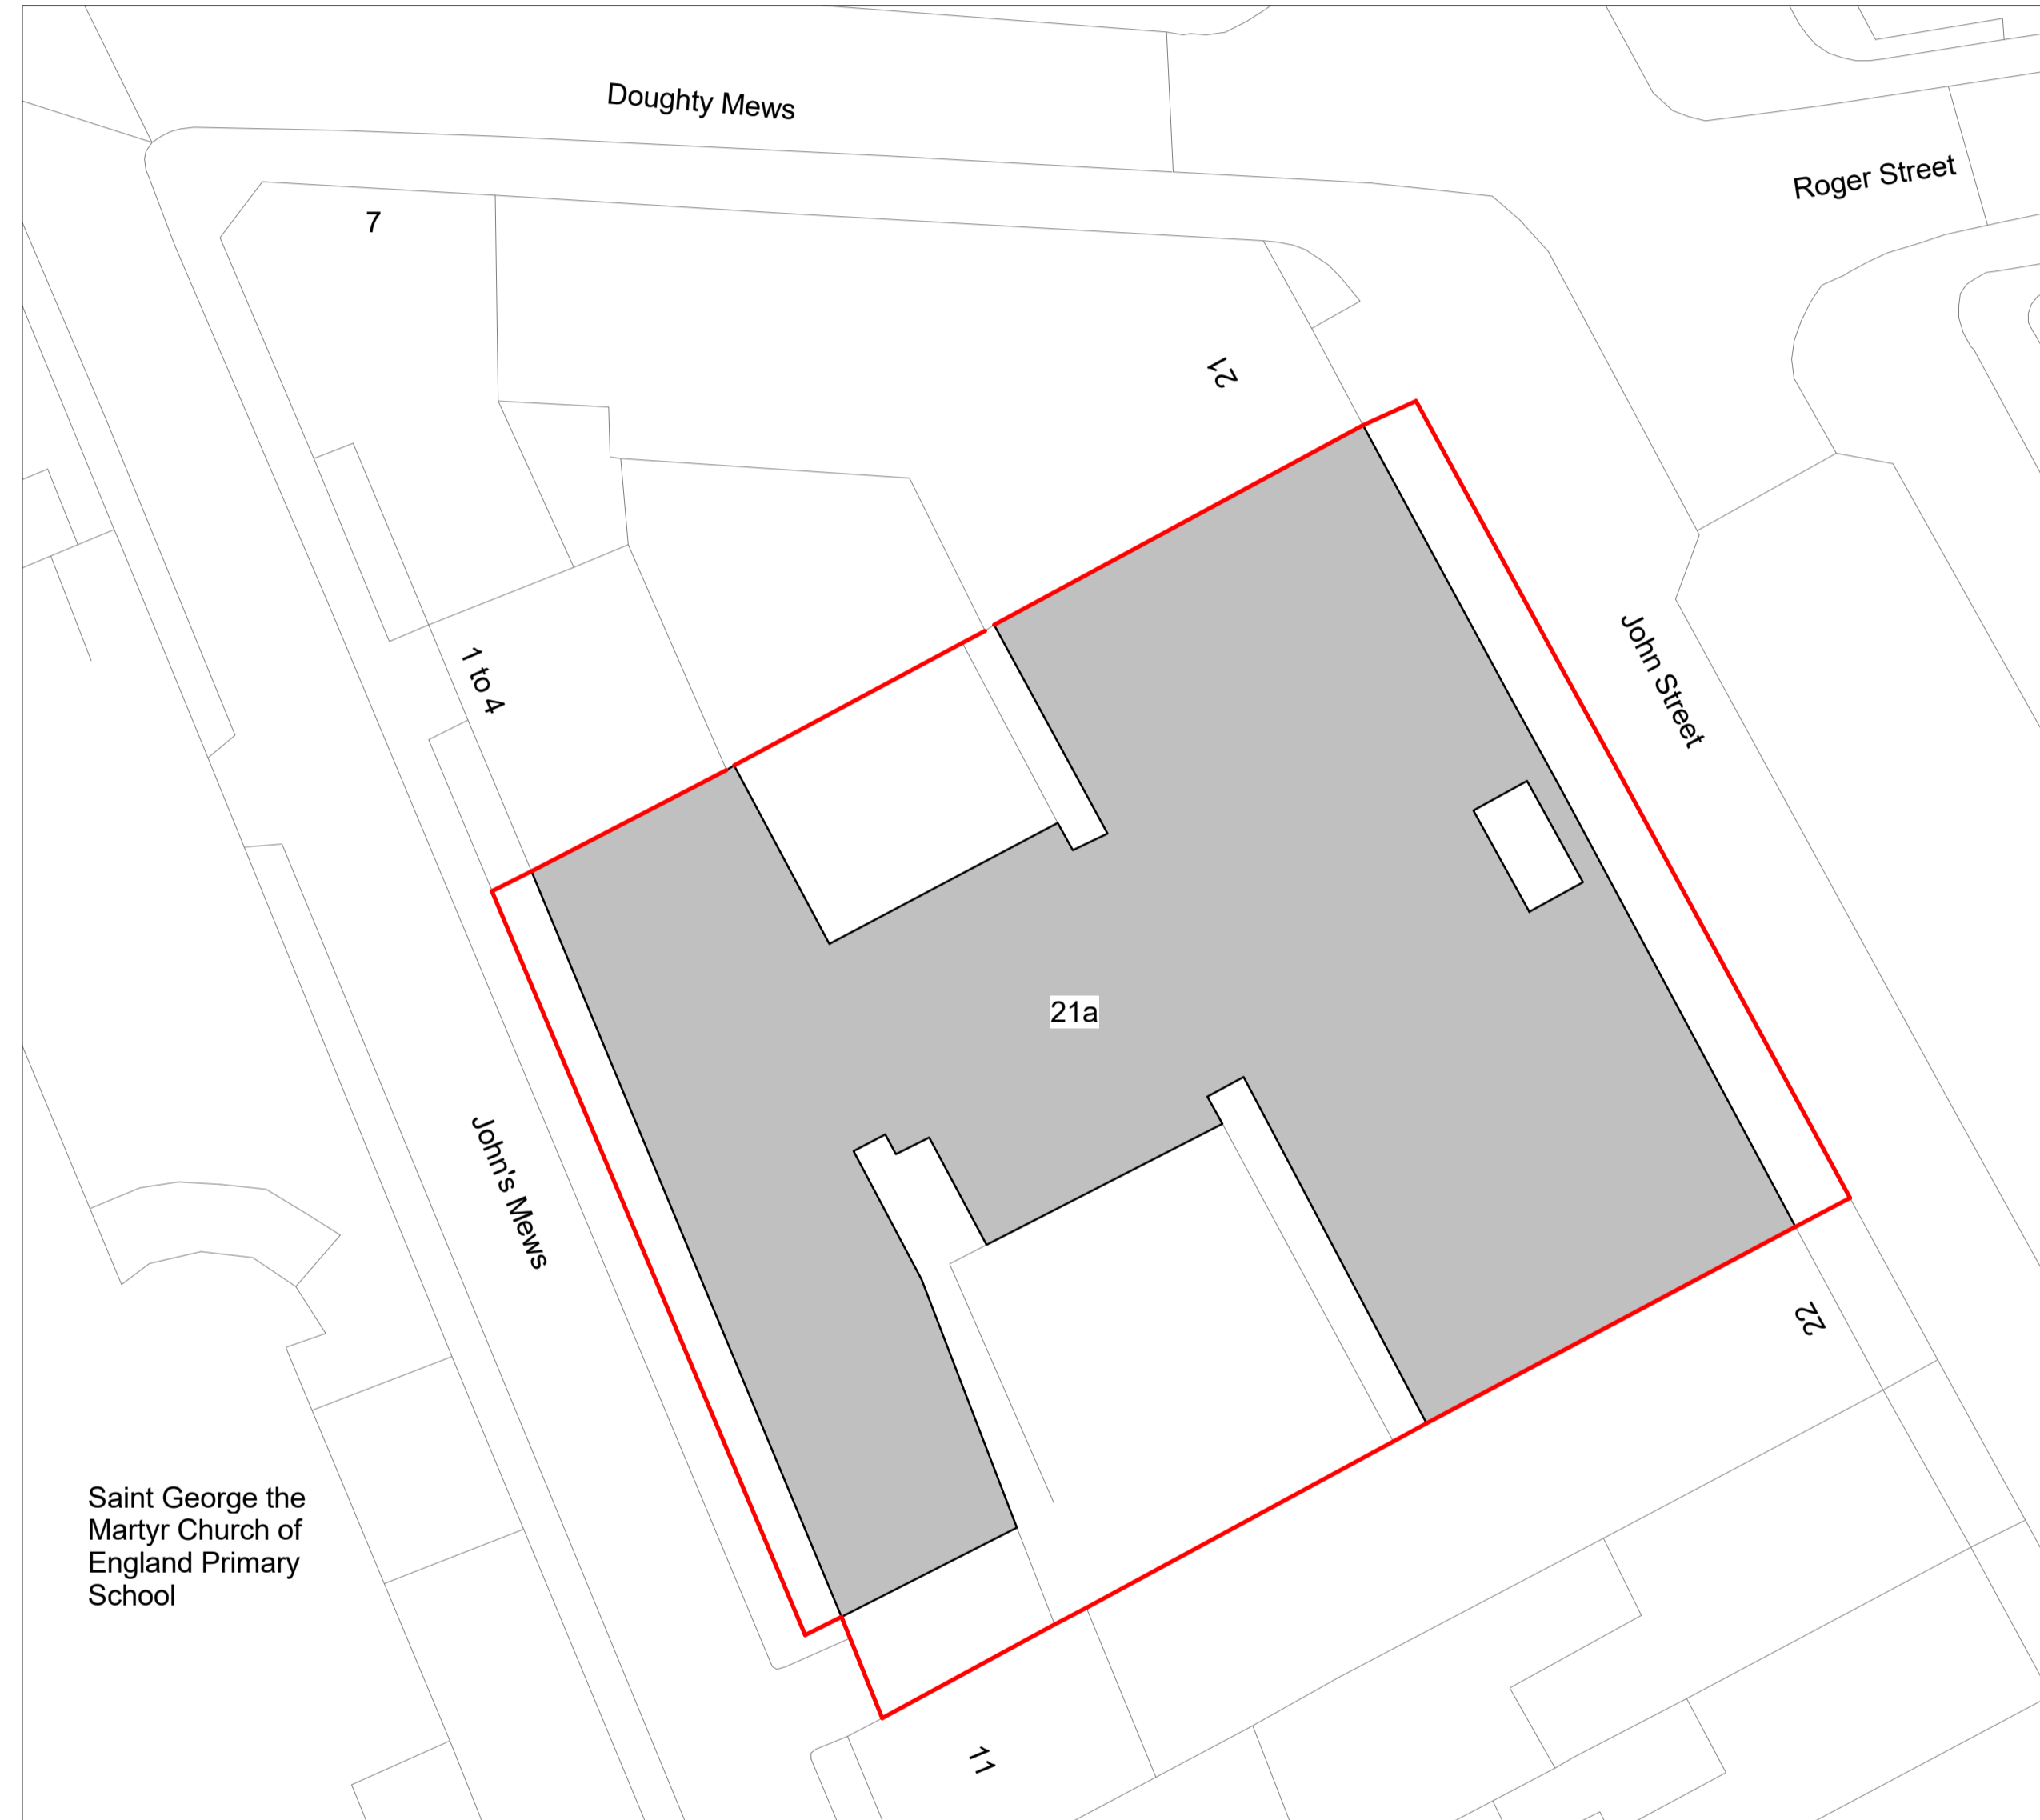 Doughty Mews
Roger Street
7
21
1 to 4
John Street
21a
John's Mews
22
Saint George the
Martyr Church of
England Primary
School
11